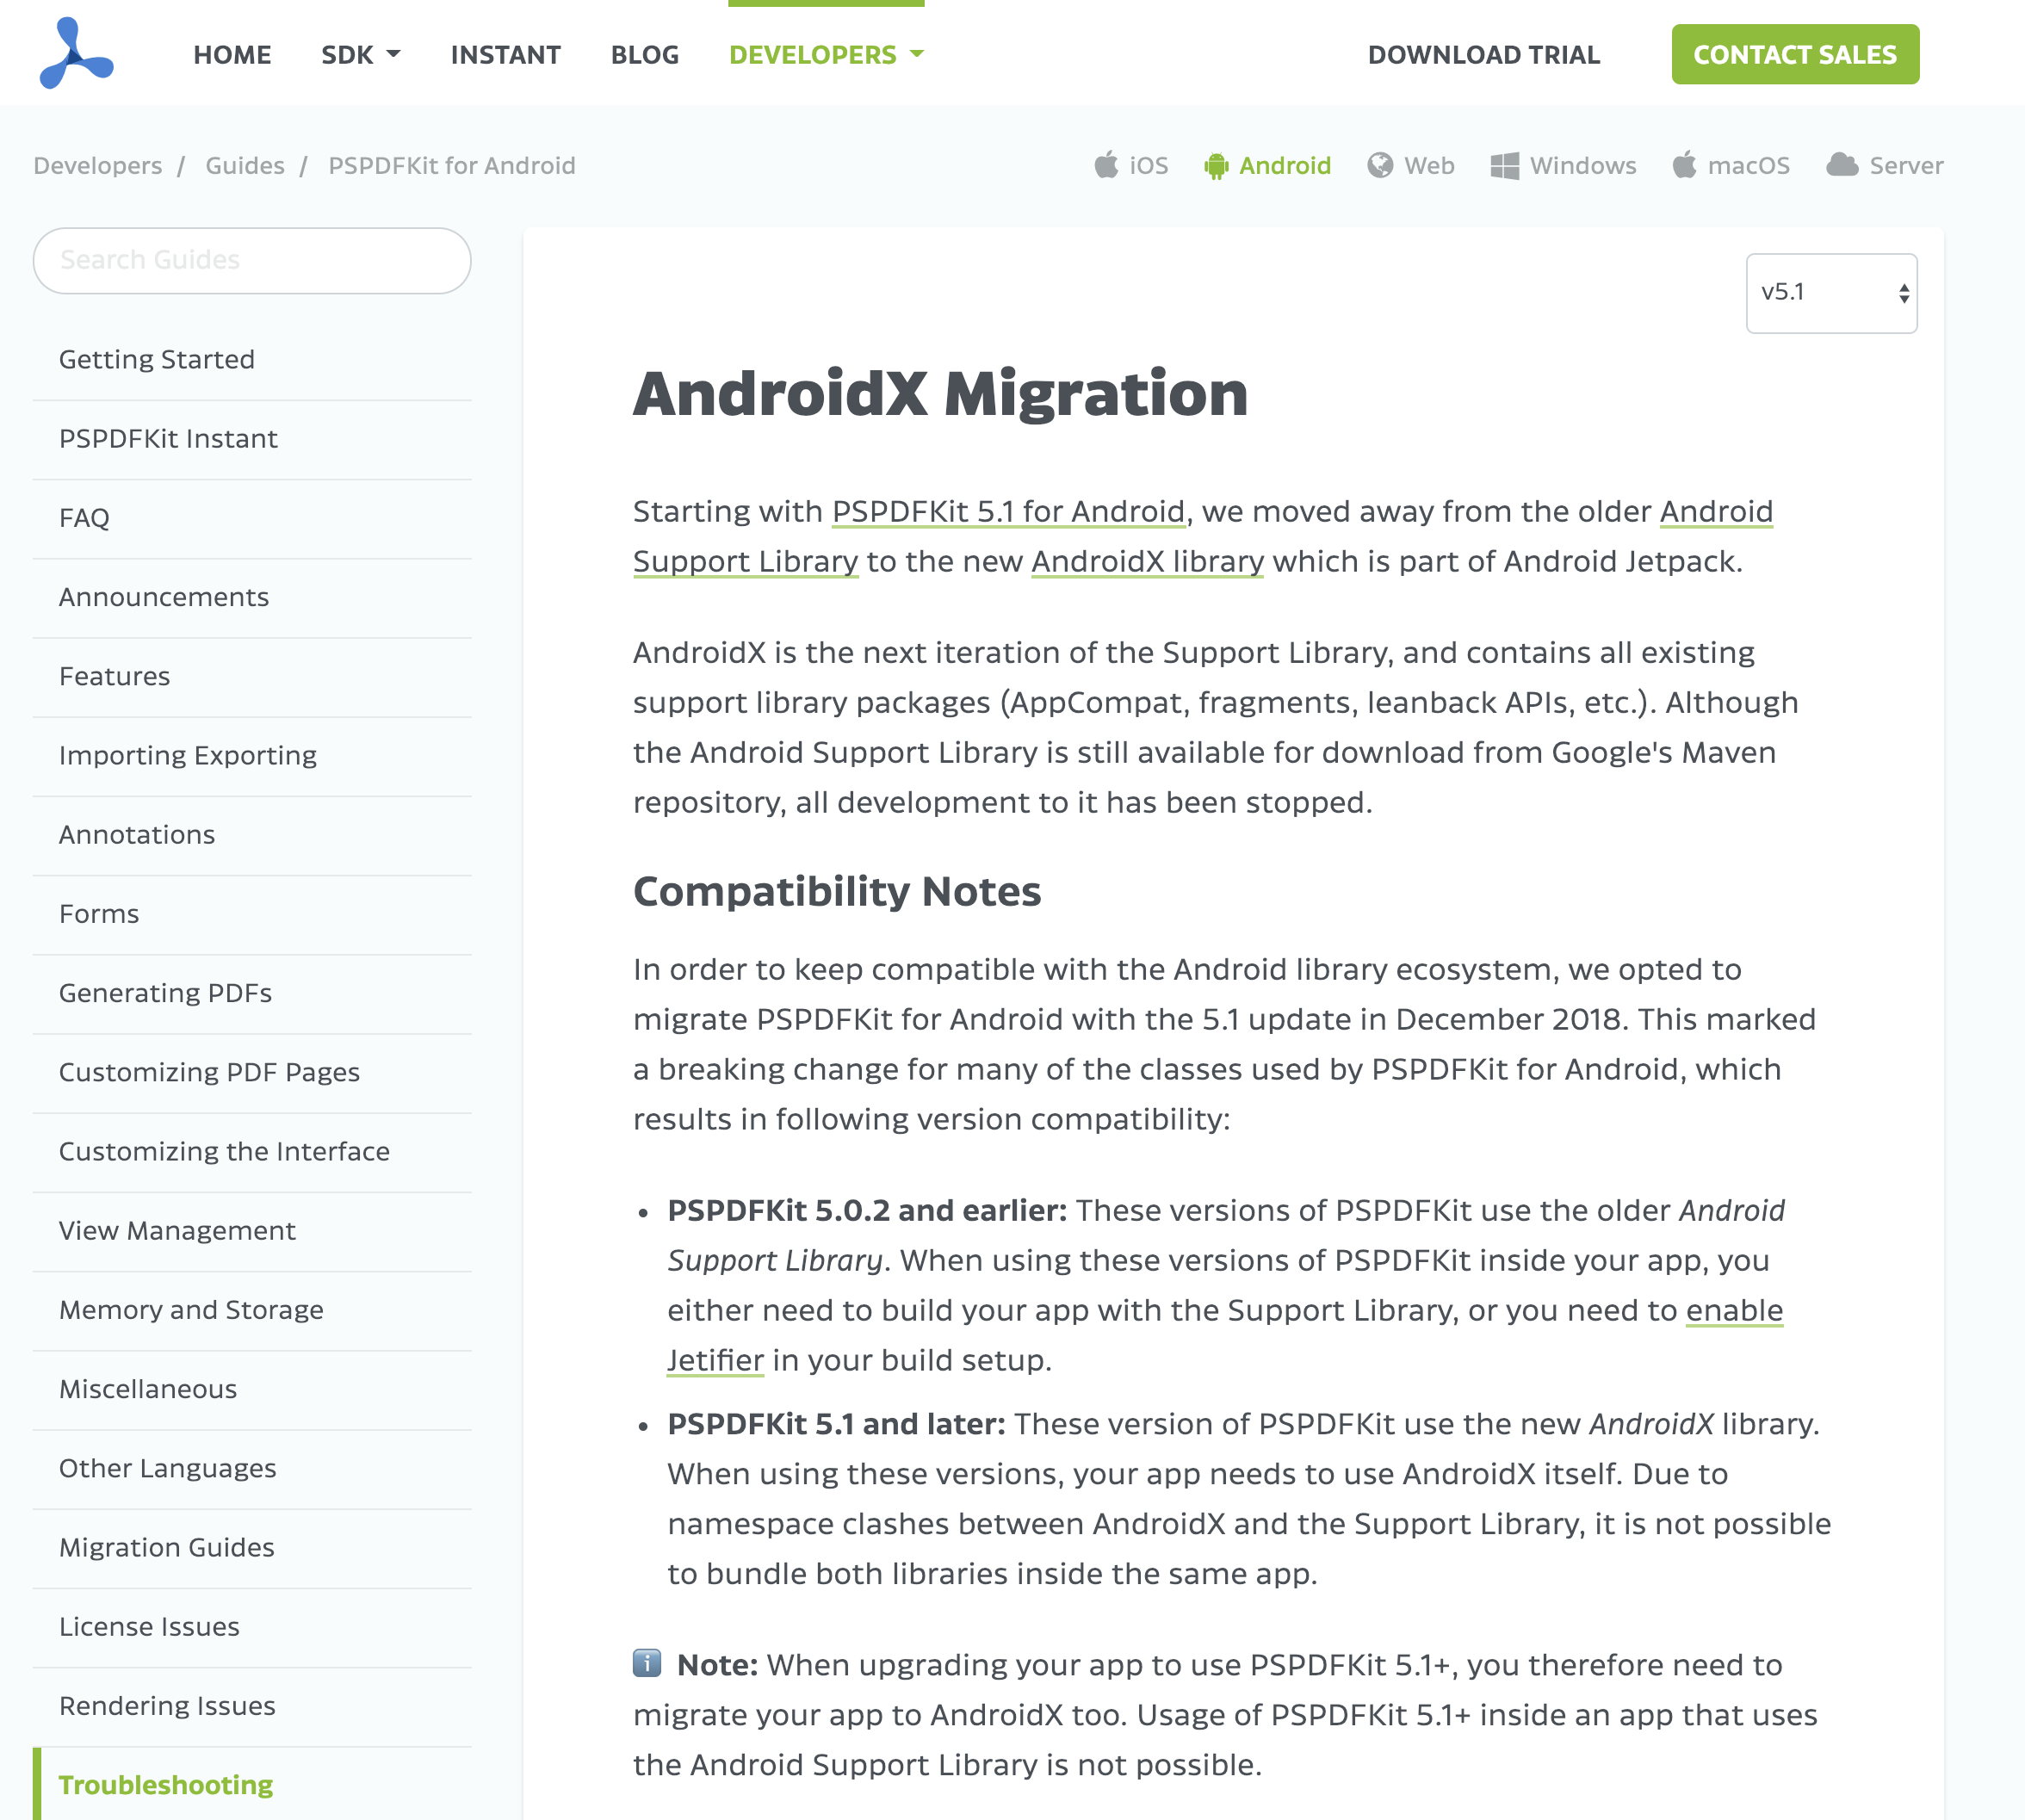 HOME SDK INSTANT BLOG DEVELOPERS DOWNLOAD TRIAL CONTACT SALES
Developers / Guides / PSPDFKit for Android
iOS Android Web Windows macOS Server
Search Guides
Getting Started
PSPDFKit Instant
FAQ
Announcements
Features
Importing Exporting
Annotations
Forms
Generating PDFs
Customizing PDF Pages
Customizing the Interface
View Management
Memory and Storage
Miscellaneous
Other Languages
Migration Guides
License Issues
Rendering Issues
Troubleshooting
v5.1
AndroidX Migration
Starting with PSPDFKit 5.1 for Android, we moved away from the older Android
Support Library to the new AndroidX library which is part of Android Jetpack.
AndroidX is the next iteration of the Support Library, and contains all existing
support library packages (AppCompat, fragments, leanback APIs, etc.). Although
the Android Support Library is still available for download from Google's Maven
repository, all development to it has been stopped.
Compatibility Notes
In order to keep compatible with the Android library ecosystem, we opted to
migrate PSPDFKit for Android with the 5.1 update in December 2018. This marked
a breaking change for many of the classes used by PSPDFKit for Android, which
results in following version compatibility:
• PSPDFKit 5.0.2 and earlier: These versions of PSPDFKit use the older Android
Support Library. When using these versions of PSPDFKit inside your app, you
either need to build your app with the Support Library, or you need to enable
Jetifier in your build setup.
• PSPDFKit 5.1 and later: These version of PSPDFKit use the new AndroidX library.
When using these versions, your app needs to use AndroidX itself. Due to
namespace clashes between AndroidX and the Support Library, it is not possible
to bundle both libraries inside the same app.
ℹ️ Note: When upgrading your app to use PSPDFKit 5.1+, you therefore need to
migrate your app to AndroidX too. Usage of PSPDFKit 5.1+ inside an app that uses
the Android Support Library is not possible.